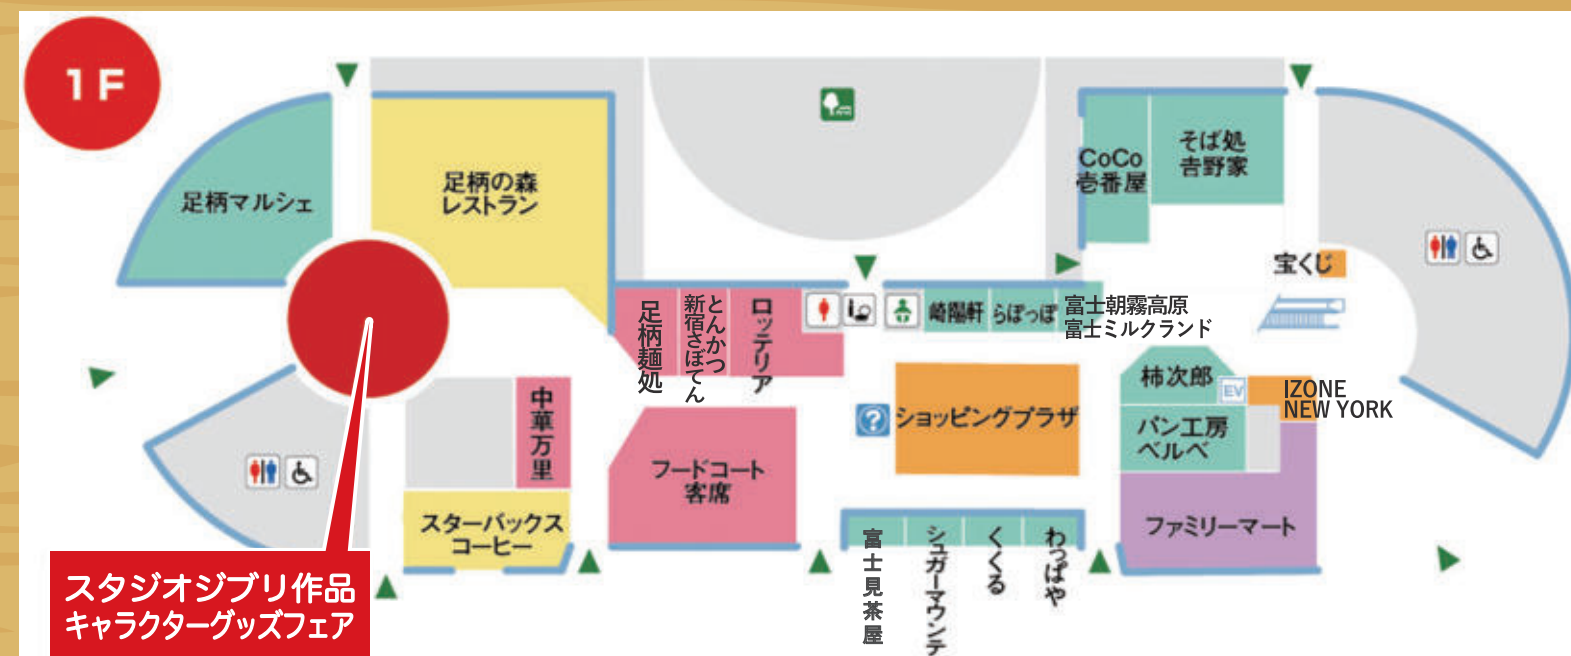 1F
足柄マルシェ
足柄の森
レストラン
CoCo
壱番屋
そば処
吉野家
宝くじ
足柄麺処
とんかつ
新宿さぼてん
ロッテリア
崎陽軒
らぽっぽ
富士朝霧高原
富士ミルクランド
中華万里
フードコート
客席
?
ショッピングプラザ
柿次郎
EV
IZONE
NEW YORK
パン工房
ベルベ
スターバックス
コーヒー
ファミリーマート
富士見茶屋
シュガーマウンテ
くくる
わっぱや
スタジオジブリ作品
キャラクターグッズフェア